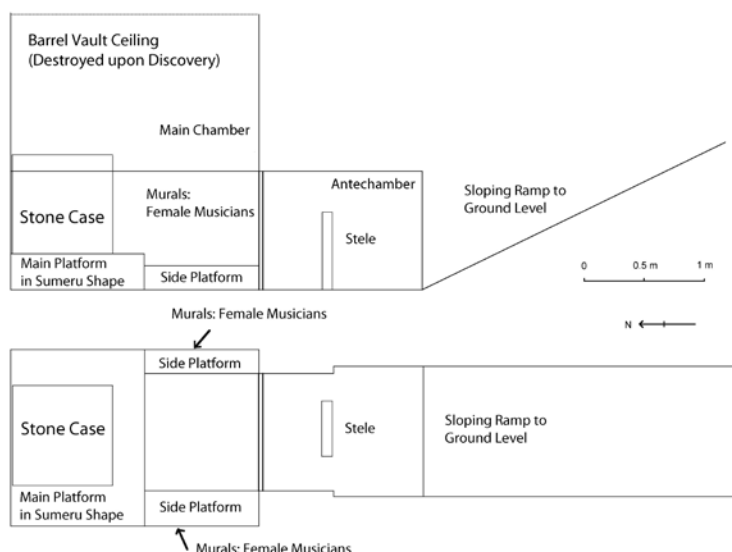 Barrel Vault Ceiling
(Destroyed upon Discovery)
Main Chamber
Murals:
Female Musicians
Stone Case
Main Platform
in Sumeru Shape
Side Platform
Antechamber
Stele
Sloping Ramp to
Ground Level
0 0.5 m 1 m
N
Murals: Female Musicians
Side Platform
Stone Case
Stele
Sloping Ramp to
Ground Level
Main Platform
in Sumeru Shape
Side Platform
Murals: Female Musicians